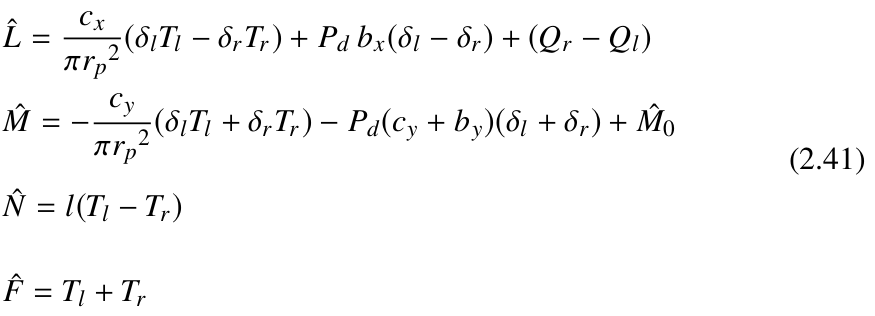 L̂ = c_x/(πr_p²) (δ_l T_l − δ_r T_r) + P_d b_x(δ_l − δ_r) + (Q_r − Q_l)
M̂ = −c_y/(πr_p²) (δ_l T_l + δ_r T_r) − P_d(c_y + b_y)(δ_l + δ_r) + M̂_0
(2.41)
N̂ = l(T_l − T_r)
F̂ = T_l + T_r